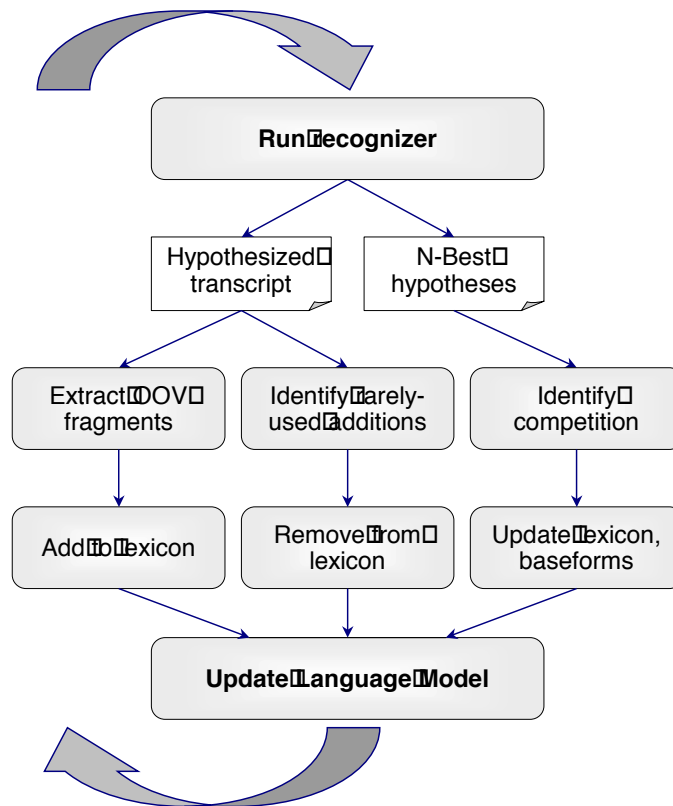 Run recognizer
Hypothesized
transcript
N-Best
hypotheses
Extract OOV
fragments
Identify rarely-
used additions
Identify
competition
Add to lexicon
Remove from
lexicon
Update lexicon,
baseforms
Update Language Model